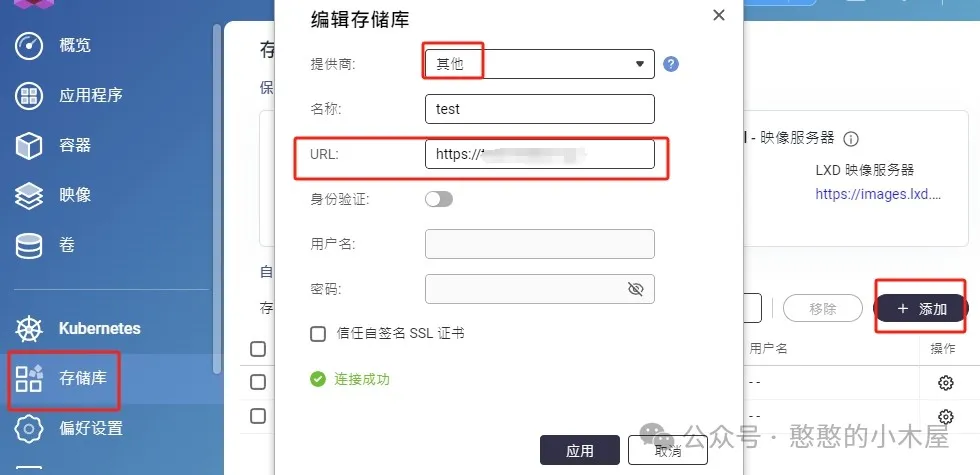 概览
应用程序
容器
映像
卷
Kubernetes
存储库
偏好设置
存
保
自
存
编辑存储库
提供商:
其他
名称:
test
URL:
https://
身份验证:
用户名:
密码:
信任自签名 SSL 证书
连接成功
应用
取消
- 映像服务器
LXD 映像服务器
https://images.lxd....
移除
+ 添加
用户名
操作
--
--
公众号 · 憨憨的小木屋